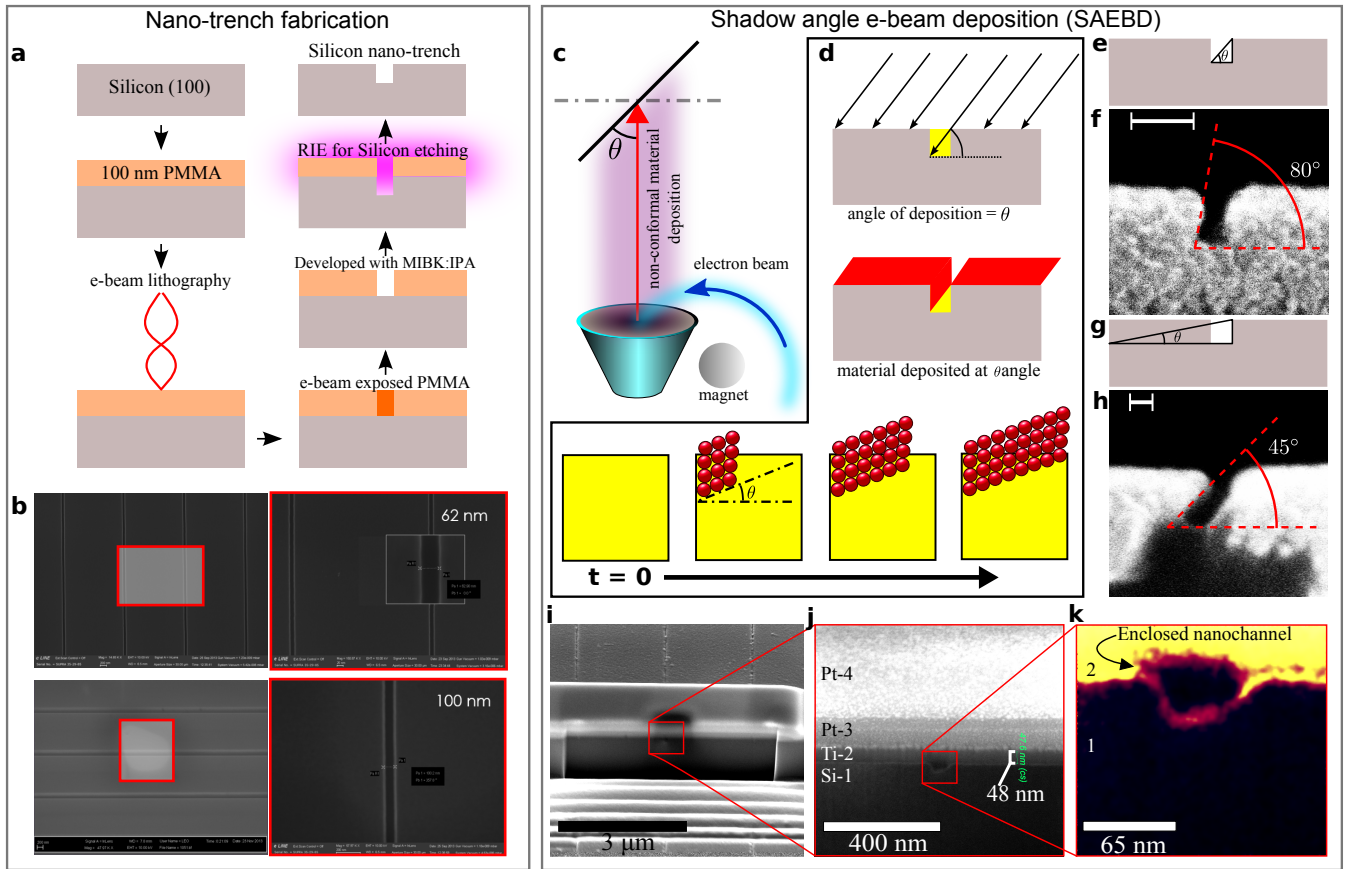 Nano-trench fabrication
a
Silicon (100)
100 nm PMMA
e-beam lithography
Silicon nano-trench
RIE for Silicon etching
Developed with MIBK:IPA
e-beam exposed PMMA
b
62 nm
100 nm
Shadow angle e-beam deposition (SAEBD)
c
θ
non-conformal material
deposition
electron beam
magnet
d
angle of deposition = θ
material deposited at θ angle
θ
t = 0
e
θ
f
80°
g
θ
h
45°
i
3 μm
j
Pt-4
Pt-3
Ti-2
Si-1
48 nm
400 nm
k
Enclosed nanochannel
2
1
65 nm